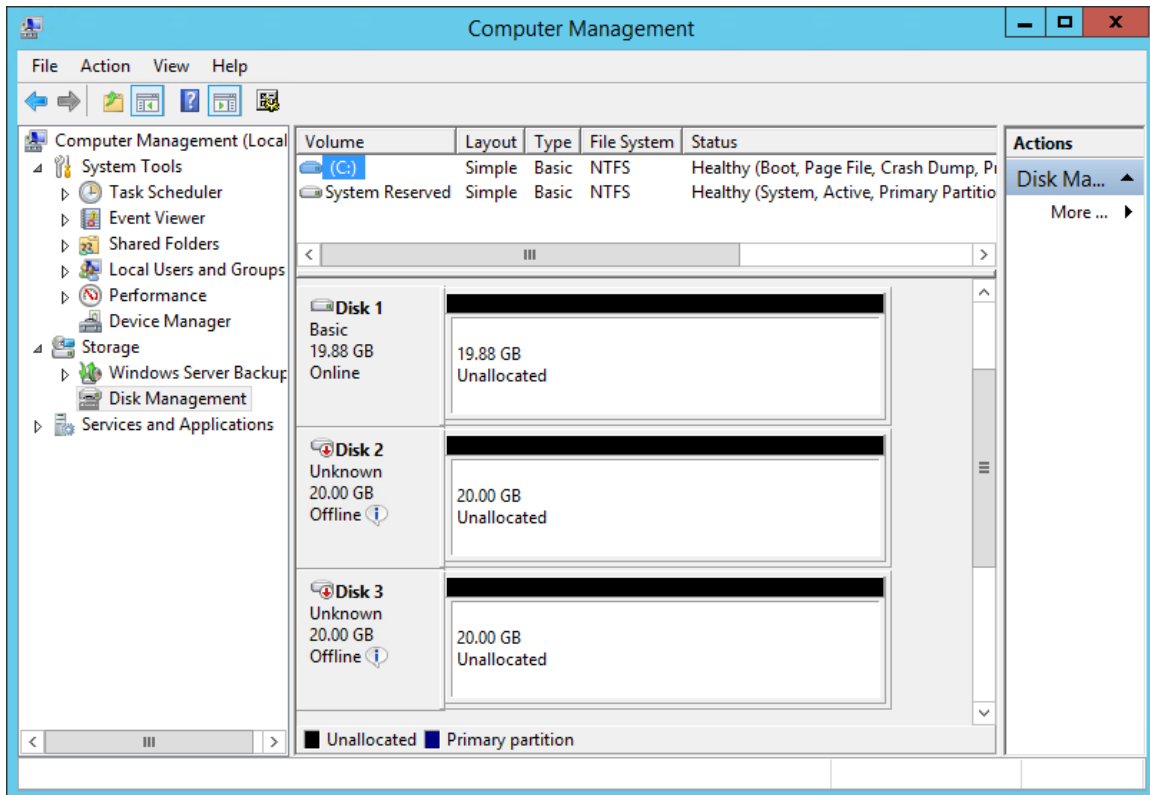 Computer Management
File Action View Help
Computer Management (Local
System Tools
Task Scheduler
Event Viewer
Shared Folders
Local Users and Groups
Performance
Device Manager
Storage
Windows Server Backup
Disk Management
Services and Applications
Volume Layout Type File System Status
(C:) Simple Basic NTFS Healthy (Boot, Page File, Crash Dump, Pr
System Reserved Simple Basic NTFS Healthy (System, Active, Primary Partitio
Disk 1
Basic
19.88 GB
Online
19.88 GB
Unallocated
Disk 2
Unknown
20.00 GB
Offline
20.00 GB
Unallocated
Disk 3
Unknown
20.00 GB
Offline
20.00 GB
Unallocated
Unallocated Primary partition
Actions
Disk Ma...
More ...